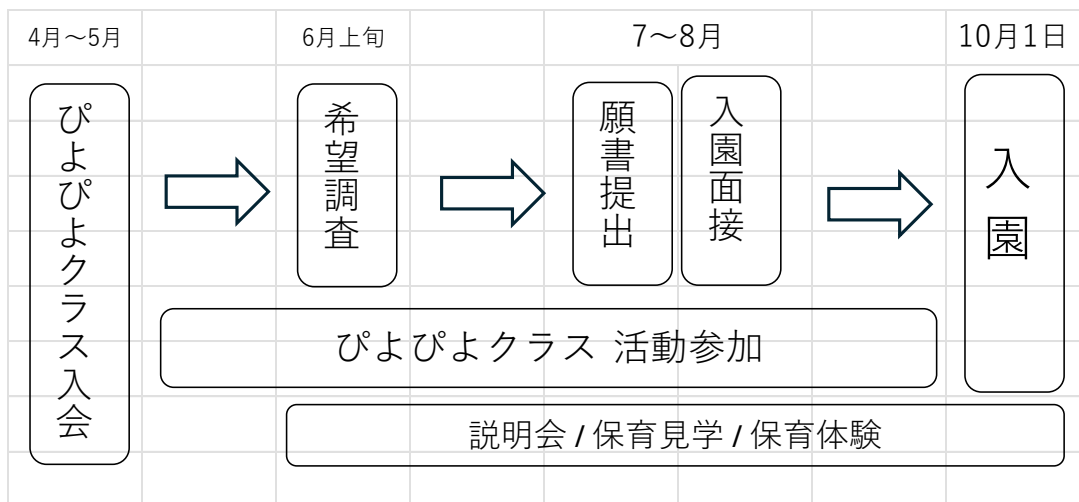 4月～5月
6月上旬
7～8月
10月1日
ぴよぴよクラス入会
希望調査
願書提出
入園面接
入園
ぴよぴよクラス 活動参加
説明会 / 保育見学 / 保育体験